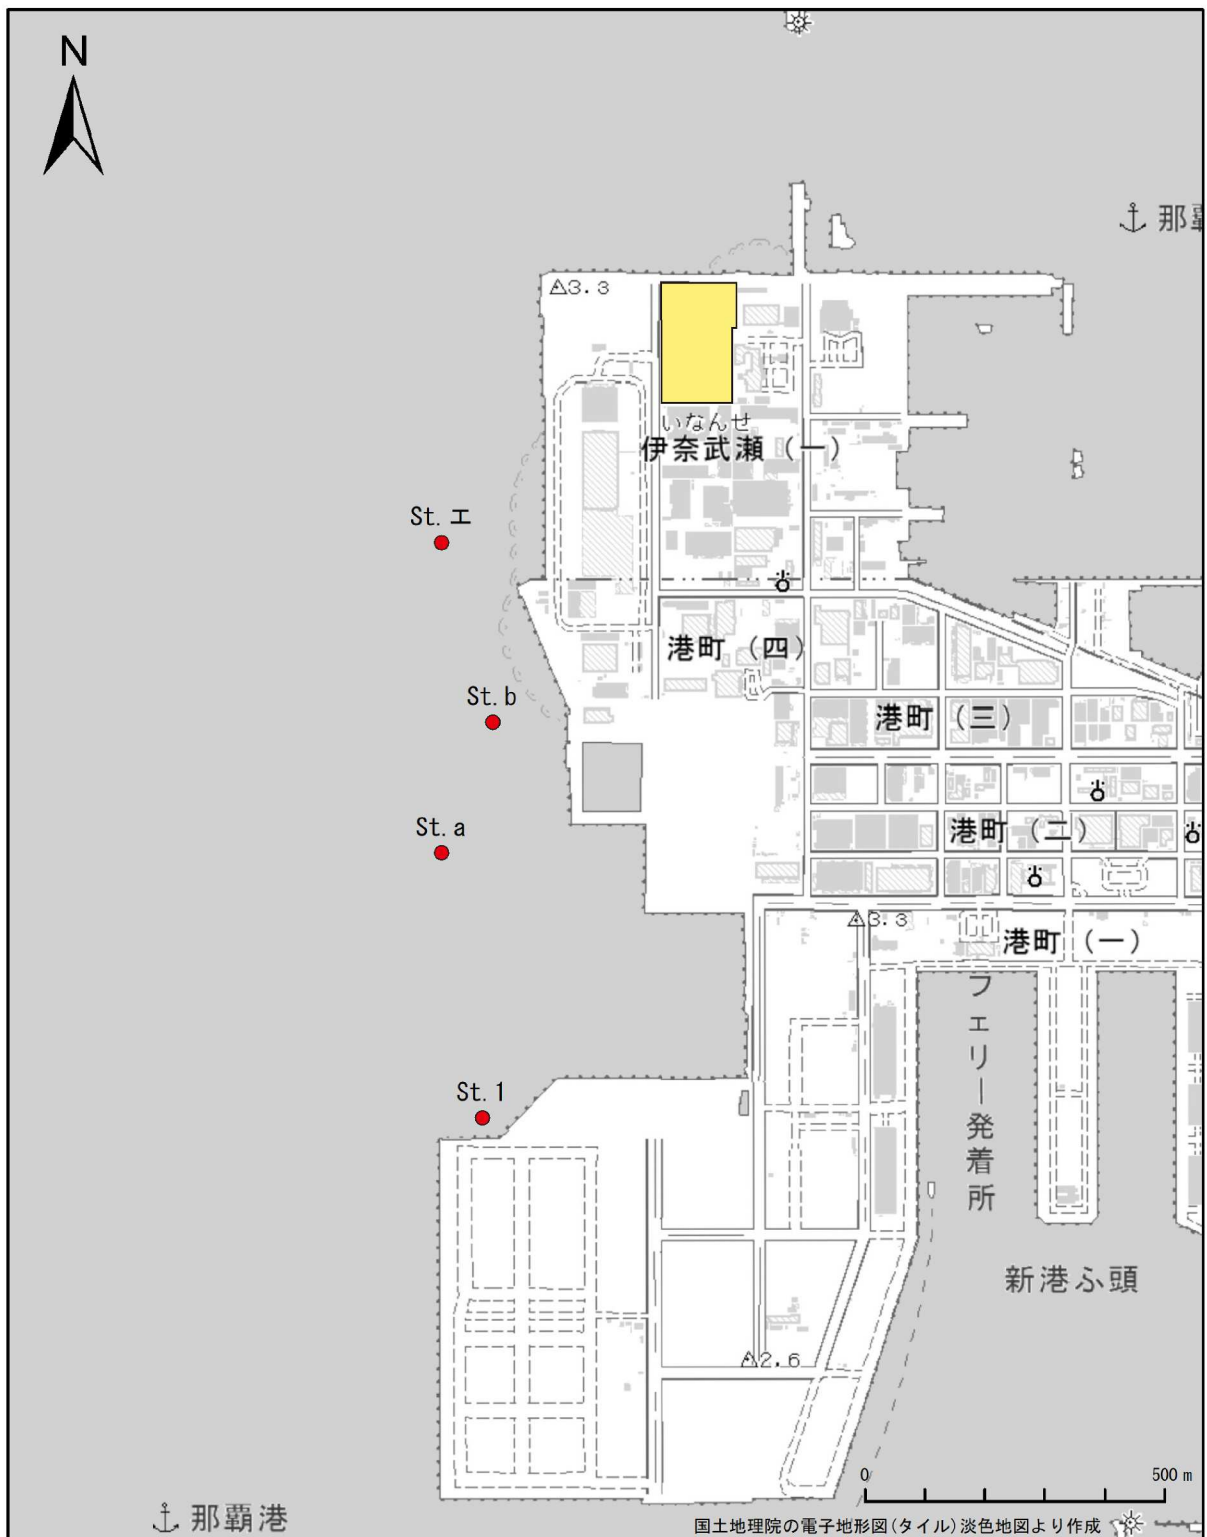 N
那覇
3.3
いなんせ
伊奈武瀬(一)
St.エ
港町(四)
St.b
港町(三)
St.a
港町(二)
3.3
港町(一)
フェリー発着所
St.1
新港ふ頭
2.6
0
500 m
那覇港
国土地理院の電子地形図(タイル)淡色地図より作成